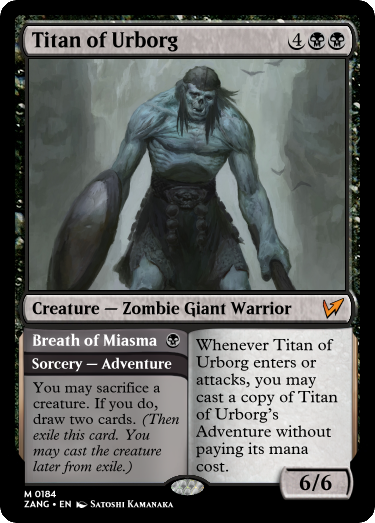 Titan of Urborg 4
Creature — Zombie Giant Warrior
Breath of Miasma
Sorcery — Adventure
You may sacrifice a
creature. If you do,
draw two cards. (Then
exile this card. You
may cast the creature
later from exile.)
Whenever Titan of
Urborg enters or
attacks, you may
cast a copy of Titan
of Urborg's
Adventure without
paying its mana
cost.
6/6
M 0184
ZANG • EN Satoshi Kamanaka